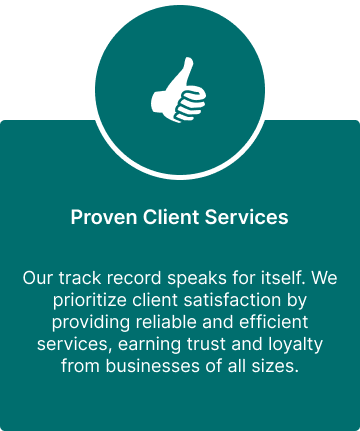 Proven Client Services
Our track record speaks for itself. We
prioritize client satisfaction by
providing reliable and efficient
services, earning trust and loyalty
from businesses of all sizes.